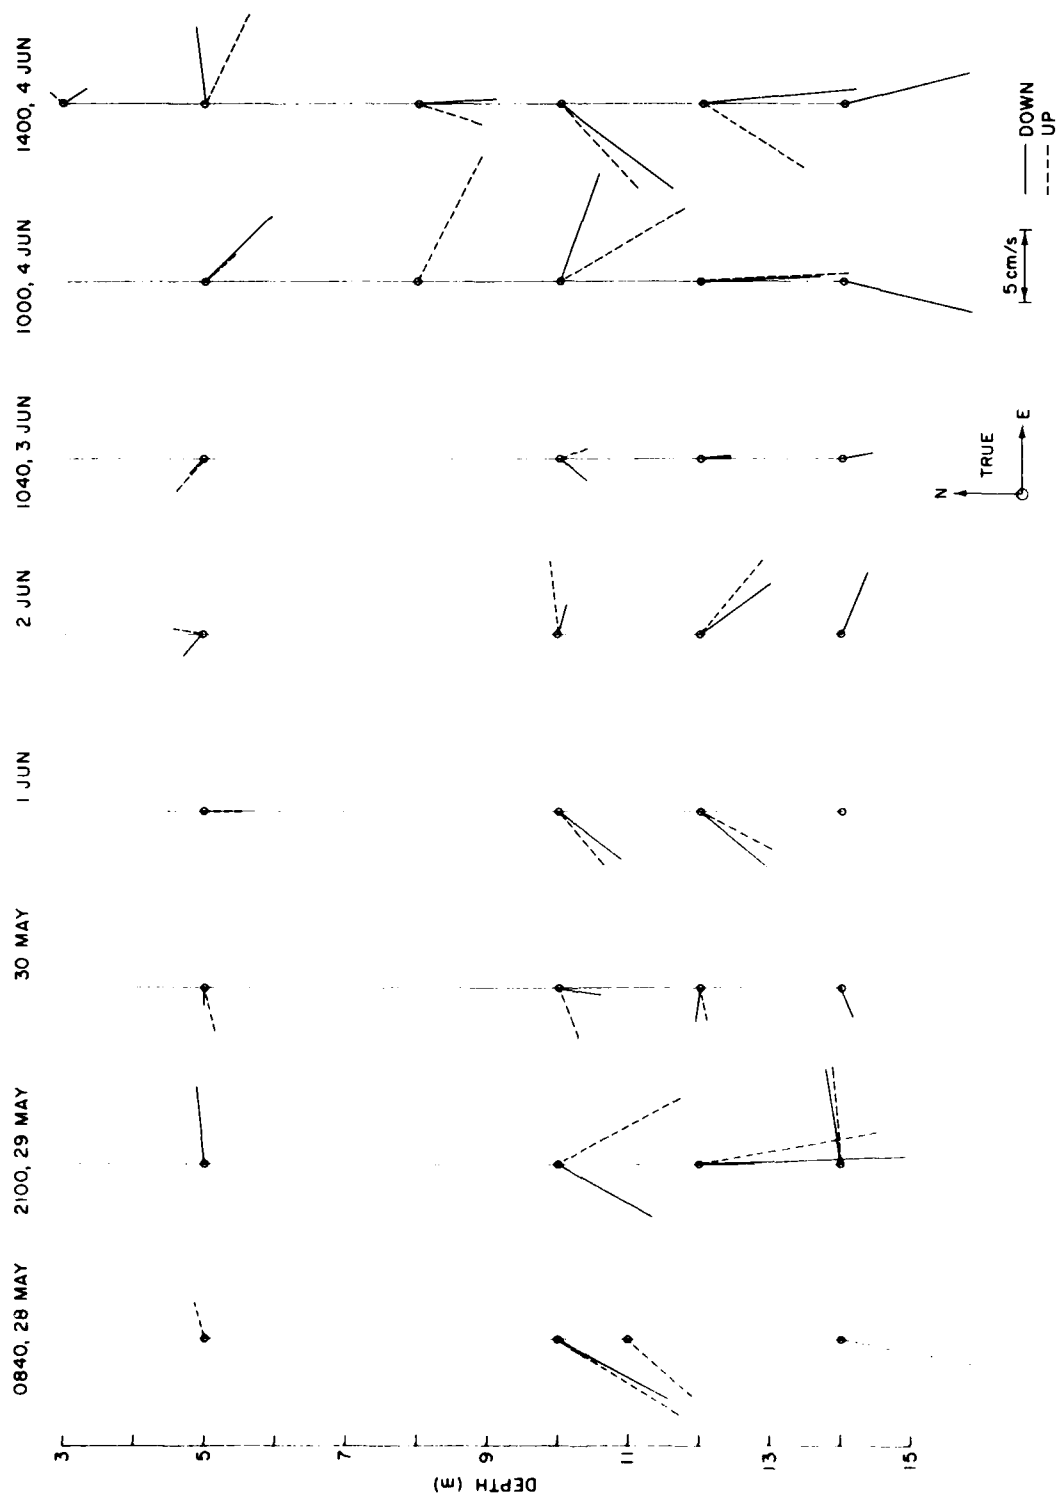 0840, 28 MAY
2100, 29 MAY
30 MAY
1 JUN
2 JUN
1040, 3 JUN
1000, 4 JUN
1400, 4 JUN
DEPTH (m)
3
5
7
9
11
13
15
N
TRUE
E
5 cm/s
DOWN
UP